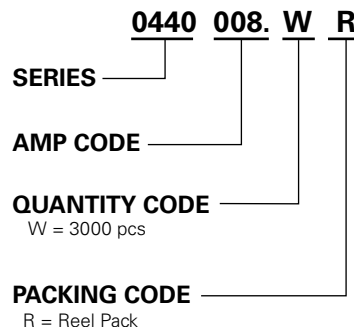 0440 008. W R
SERIES
AMP CODE
QUANTITY CODE
W = 3000 pcs
PACKING CODE
R = Reel Pack